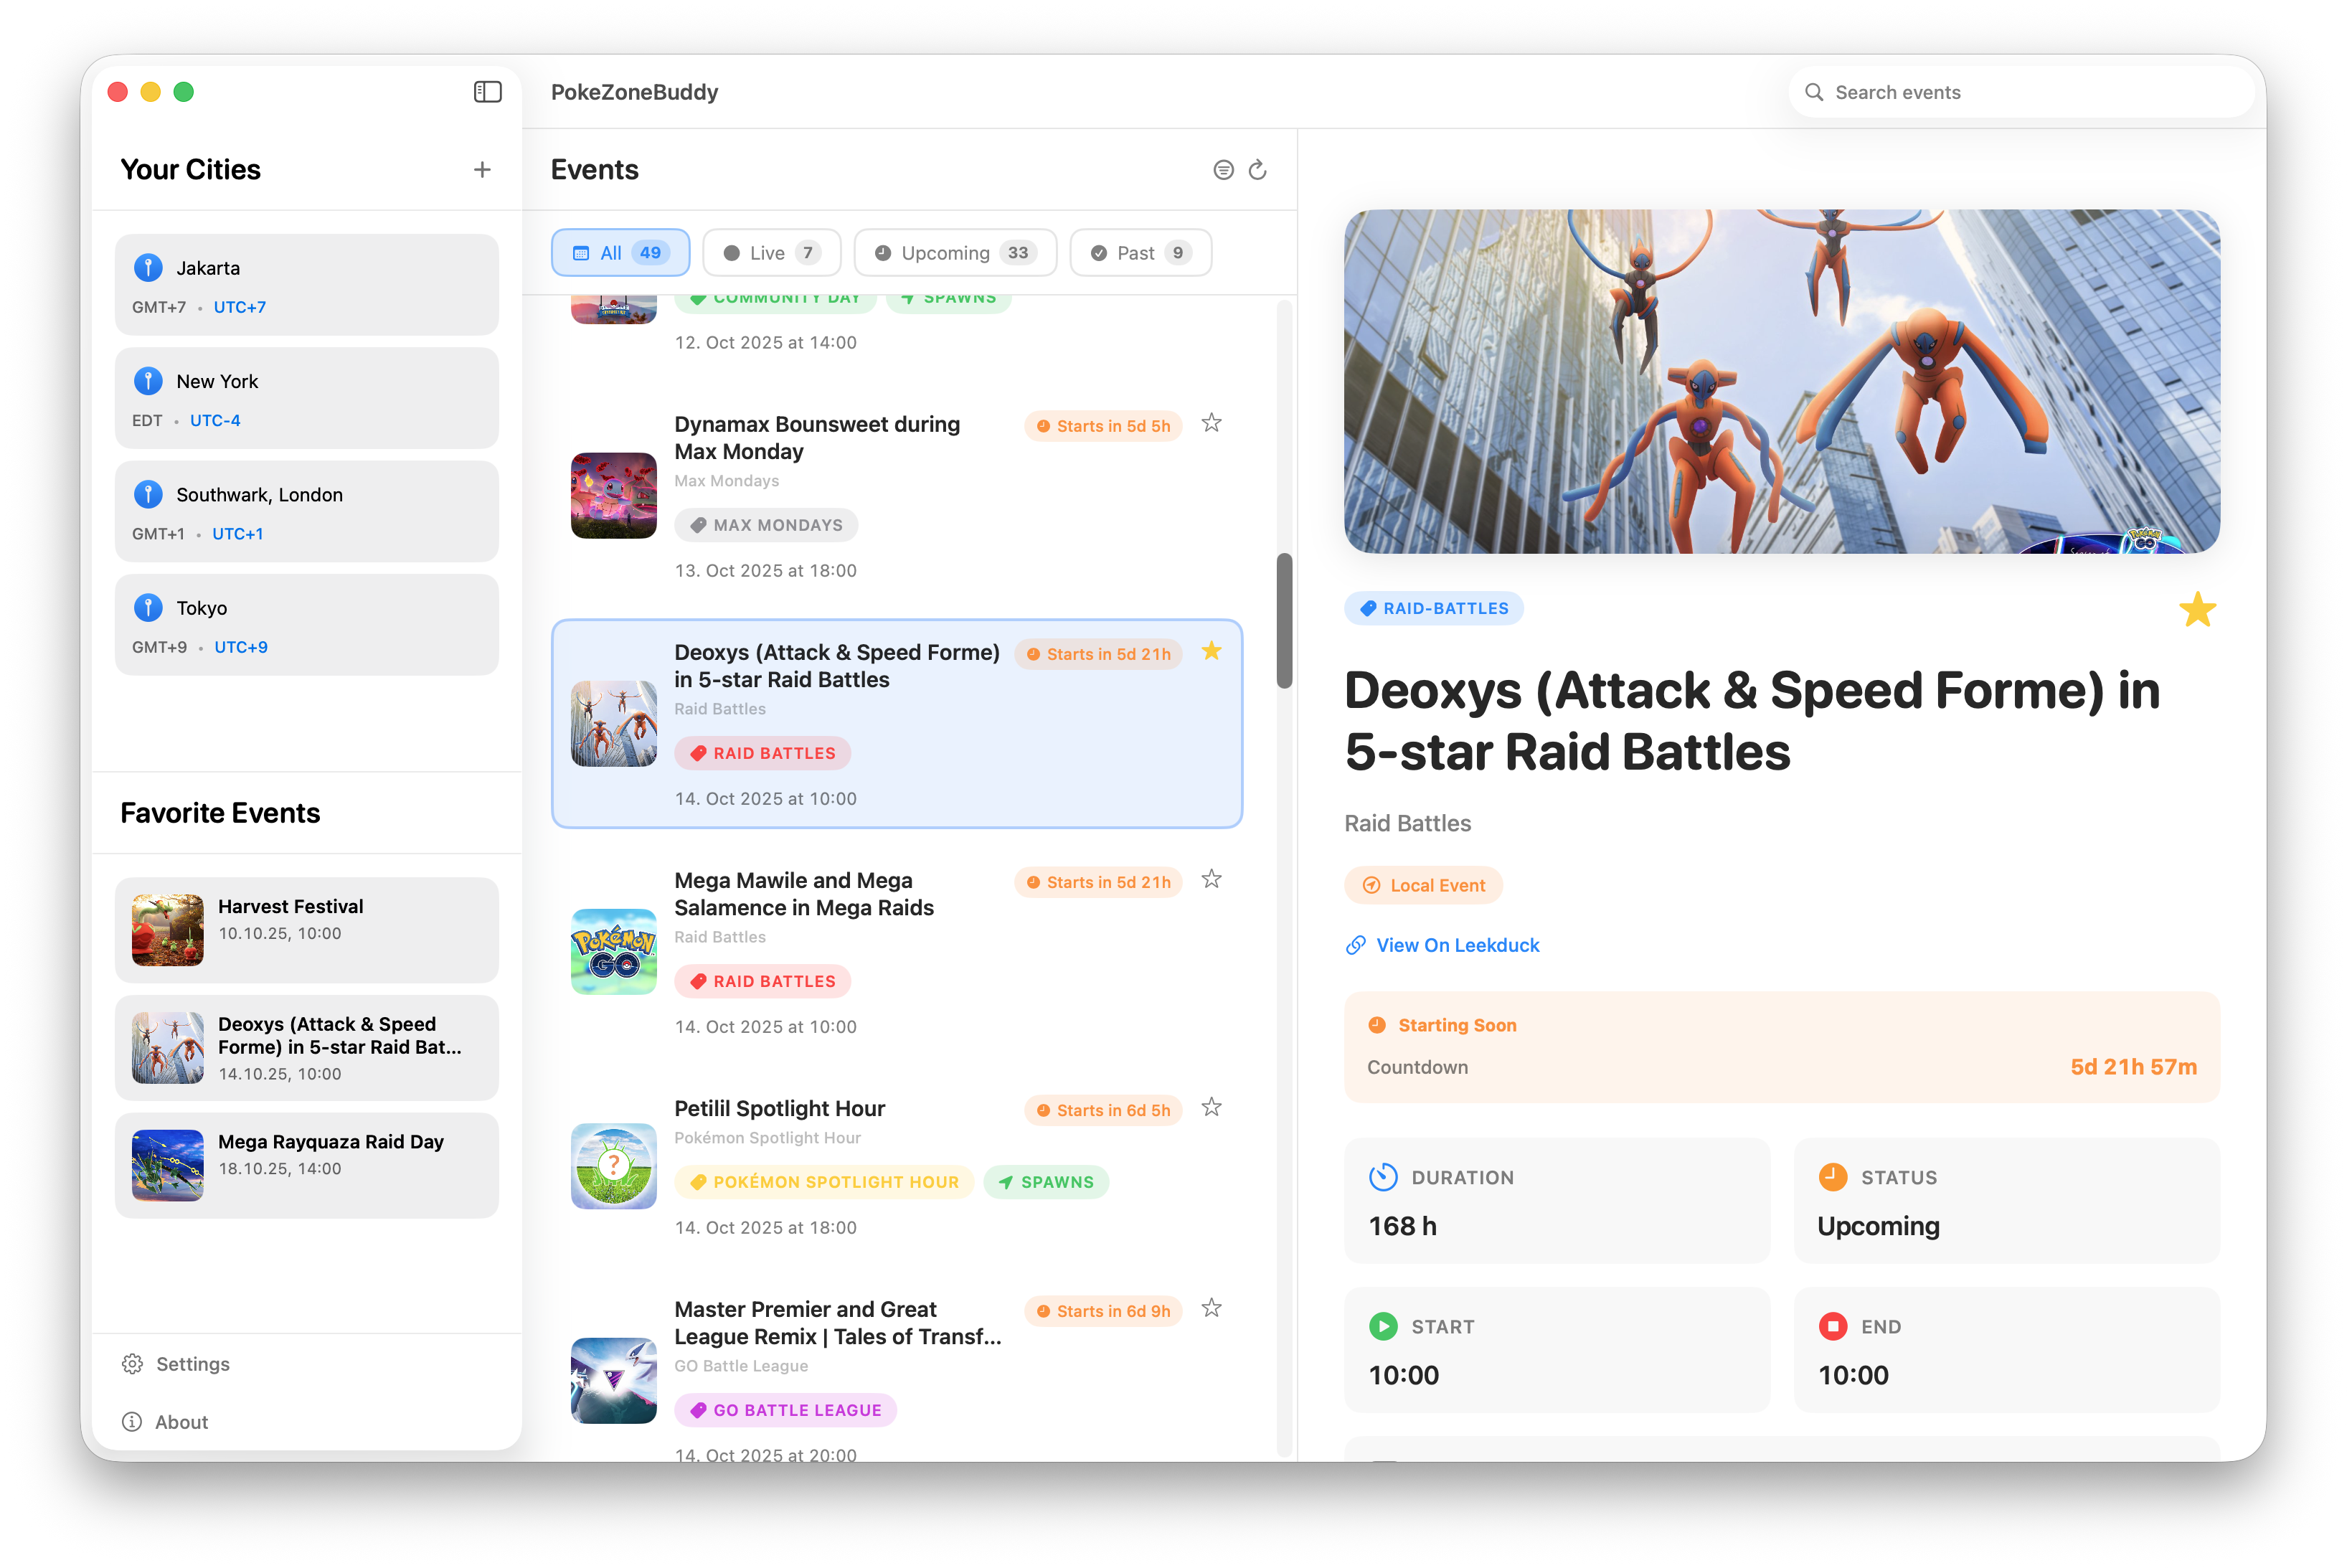 PokeZoneBuddy
Search events
Your Cities
Jakarta
GMT+7 • UTC+7
New York
EDT • UTC-4
Southwark, London
GMT+1 • UTC+1
Tokyo
GMT+9 • UTC+9
Favorite Events
Harvest Festival
10.10.25, 10:00
Deoxys (Attack & Speed
Forme) in 5-star Raid Bat...
14.10.25, 10:00
Mega Rayquaza Raid Day
18.10.25, 14:00
Settings
About
Events
All 49
Live 7
Upcoming 33
Past 9
COMMUNITY DAY
SPAWNS
12. Oct 2025 at 14:00
Dynamax Bounsweet during
Max Monday
Starts in 5d 5h
Max Mondays
MAX MONDAYS
13. Oct 2025 at 18:00
Deoxys (Attack & Speed Forme)
in 5-star Raid Battles
Starts in 5d 21h
Raid Battles
RAID BATTLES
14. Oct 2025 at 10:00
Mega Mawile and Mega
Salamence in Mega Raids
Starts in 5d 21h
Raid Battles
RAID BATTLES
14. Oct 2025 at 10:00
POKÉMON
GO
Petilil Spotlight Hour
Starts in 6d 5h
Pokémon Spotlight Hour
POKÉMON SPOTLIGHT HOUR
SPAWNS
14. Oct 2025 at 18:00
Master Premier and Great
League Remix | Tales of Transf...
Starts in 6d 9h
GO Battle League
GO BATTLE LEAGUE
14. Oct 2025 at 20:00
POKÉMON
GO
RAID-BATTLES
Deoxys (Attack & Speed Forme) in
5-star Raid Battles
Raid Battles
Local Event
View On Leekduck
Starting Soon
Countdown
5d 21h 57m
DURATION
168 h
STATUS
Upcoming
START
10:00
END
10:00